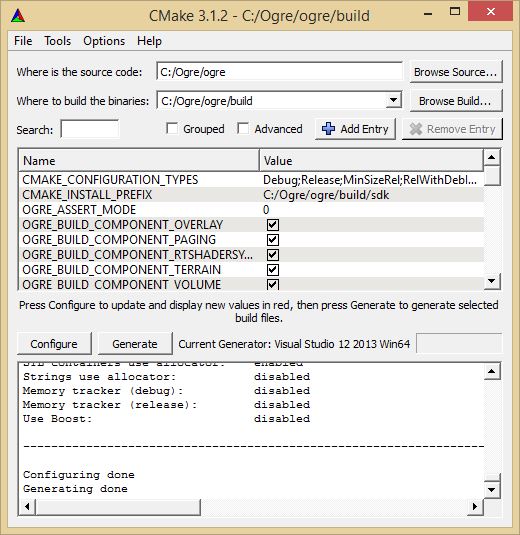 CMake 3.1.2 - C:/Ogre/ogre/build
File Tools Options Help
Where is the source code: C:/Ogre/ogre Browse Source...
Where to build the binaries: C:/Ogre/ogre/build Browse Build...
Search: Grouped Advanced Add Entry Remove Entry
Name Value
CMAKE_CONFIGURATION_TYPES Debug;Release;MinSizeRel;RelWithDebI...
CMAKE_INSTALL_PREFIX C:/Ogre/ogre/build/sdk
OGRE_ASSERT_MODE 0
OGRE_BUILD_COMPONENT_OVERLAY
OGRE_BUILD_COMPONENT_PAGING
OGRE_BUILD_COMPONENT_RTSHADERSY...
OGRE_BUILD_COMPONENT_TERRAIN
OGRE_BUILD_COMPONENT_VOLUME
Press Configure to update and display new values in red, then press Generate to generate selected
build files.
Configure Generate Current Generator: Visual Studio 12 2013 Win64
STL containers use allocator: enabled
Strings use allocator: disabled
Memory tracker (debug): disabled
Memory tracker (release): disabled
Use Boost: disabled
Configuring done
Generating done